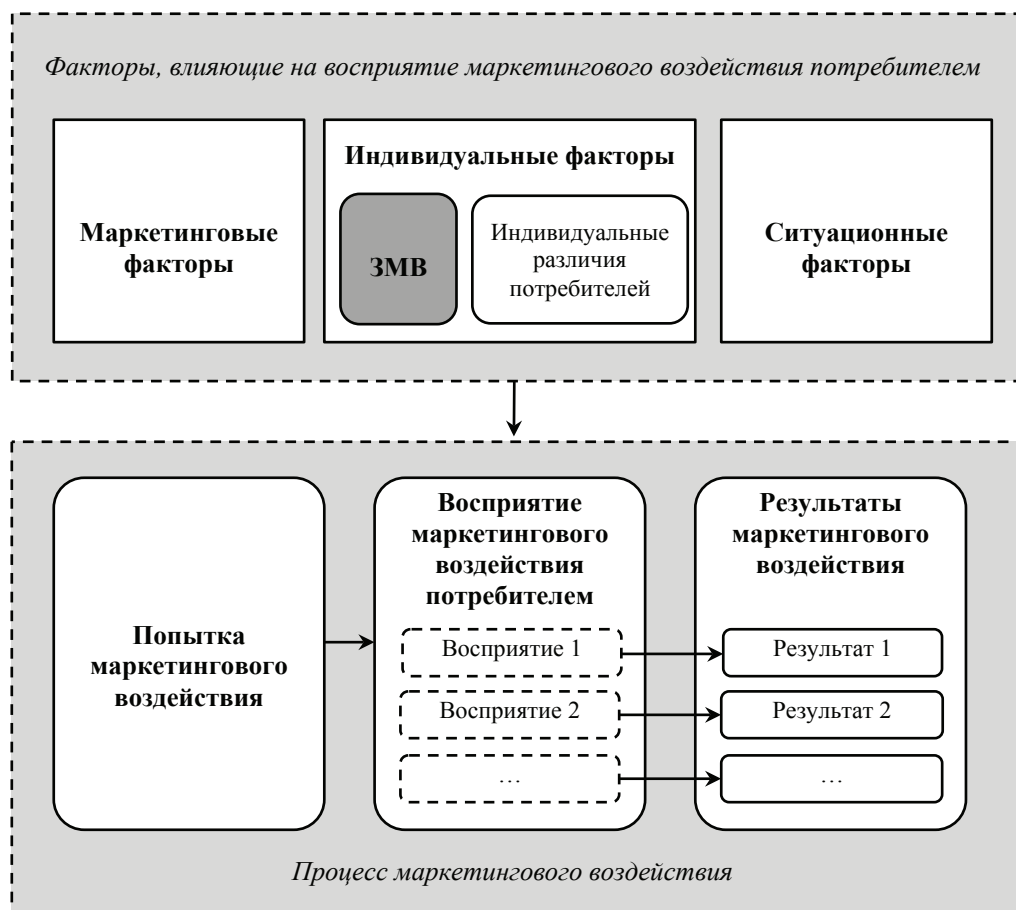 Факторы, влияющие на восприятие маркетингового воздействия потребителем
Маркетинговые
факторы
Индивидуальные факторы
ЗМВ
Индивидуальные
различия
потребителей
Ситуационные
факторы
Попытка
маркетингового
воздействия
Восприятие
маркетингового
воздействия
потребителем
Восприятие 1
Восприятие 2
…
Результаты
маркетингового
воздействия
Результат 1
Результат 2
…
Процесс маркетингового воздействия